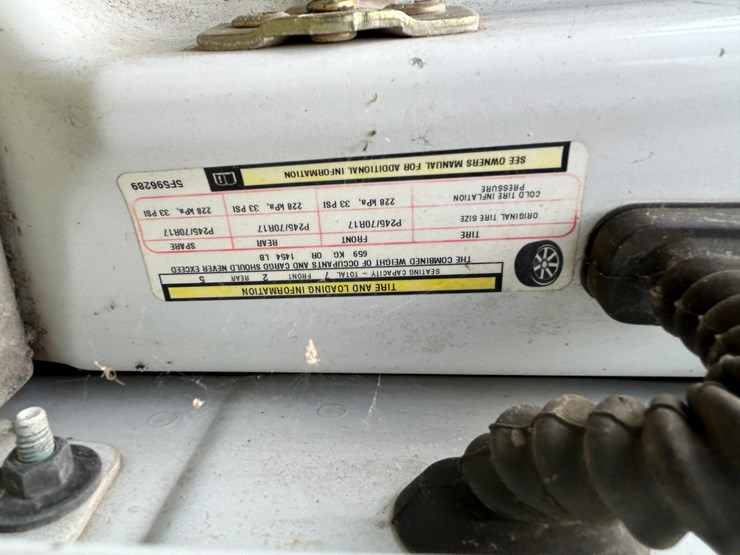 TIRE AND LOADING INFORMATION
SEATING CAPACITY - TOTAL 7 FRONT 2 REAR 5
THE COMBINED WEIGHT OF OCCUPANTS AND CARGO SHOULD NEVER EXCEED
659 KG OR 1454 LB
TIRE FRONT REAR SPARE
ORIGINAL TIRE SIZE P245/70R17 P245/70R17 P245/70R17
COLD TIRE INFLATION PRESSURE 228 kPa, 33 PSI 228 kPa, 33 PSI 228 kPa, 33 PSI
SEE OWNERS MANUAL FOR ADDITIONAL INFORMATION
5F596289